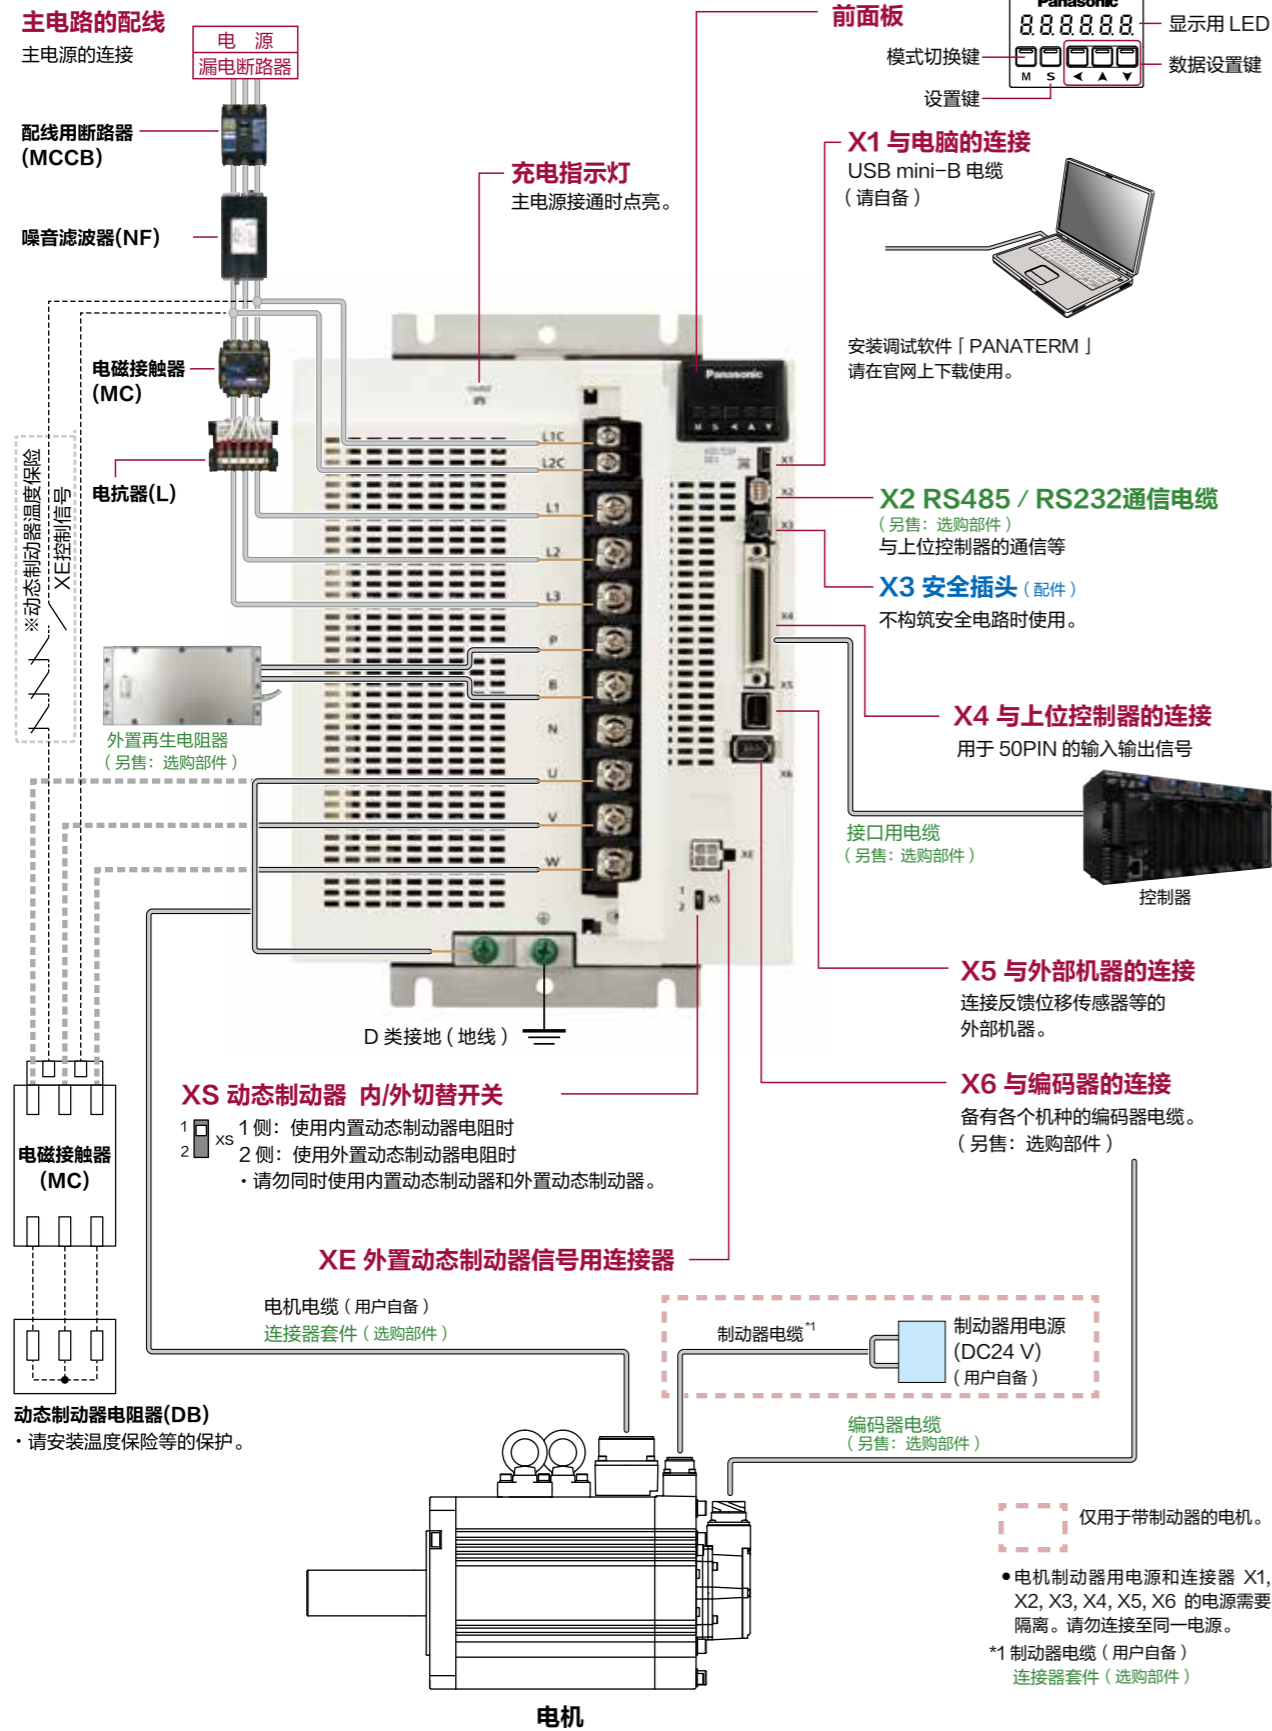 主电路的配线
主电源的连接
电 源
漏电断路器
配线用断路器
(MCCB)
噪音滤波器(NF)
电磁接触器
(MC)
电抗器(L)
※动态制动器温度保险
XE控制信号
外置再生电阻器
（另售：选购部件）
充电指示灯
主电源接通时点亮。
前面板
Panasonic
8.8.8.8.8.8.
显示用 LED
模式切换键
M S ◀ ▲ ▼
数据设置键
设置键
X1 与电脑的连接
USB mini-B 电缆
（请自备）
安装调试软件「PANATERM」
请在官网上下载使用。
Panasonic
M S ◀ ▲ ▼
L1C
L2C
L1
L2
L3
P
B
N
U
V
W
X1
X2
X3
X4
X5
X6
XE
1
2
XS
X2 RS485 / RS232通信电缆
（另售：选购部件）
与上位控制器的通信等
X3 安全插头（配件）
不构筑安全电路时使用。
X4 与上位控制器的连接
用于 50PIN 的输入输出信号
接口用电缆
（另售：选购部件）
控制器
X5 与外部机器的连接
连接反馈位移传感器等的
外部机器。
D 类接地（地线）
X6 与编码器的连接
备有各个机种的编码器电缆。
（另售：选购部件）
XS 动态制动器 内/外切替开关
1
2
XS
1 侧：使用内置动态制动器电阻时
2 侧：使用外置动态制动器电阻时
・请勿同时使用内置动态制动器和外置动态制动器。
电磁接触器
(MC)
XE 外置动态制动器信号用连接器
电机电缆（用户自备）
连接器套件（选购部件）
制动器电缆*1
制动器用电源
(DC24 V)
（用户自备）
动态制动器电阻器(DB)
・请安装温度保险等的保护。
编码器电缆
（另售：选购部件）
仅用于带制动器的电机。
●电机制动器用电源和连接器 X1,
X2, X3, X4, X5, X6 的电源需要
隔离。请勿连接至同一电源。
*1 制动器电缆（用户自备）
连接器套件（选购部件）
电机